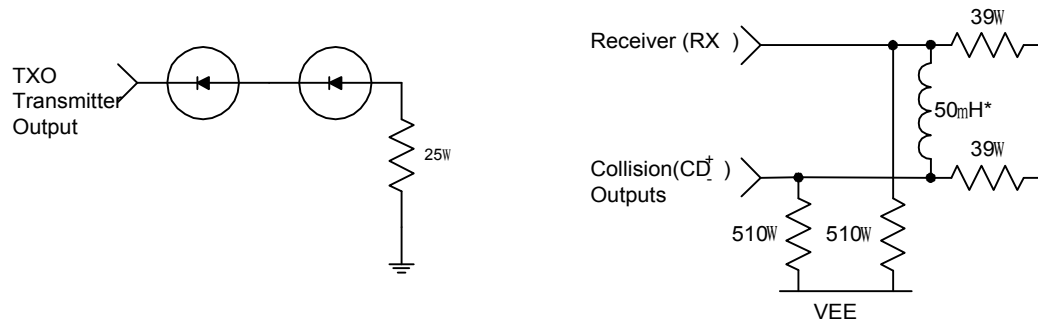 TXO
Transmitter
Output
25W
Receiver (RX )
39W
50mH*
39W
Collision(CD+- )
Outputs
510W
510W
VEE